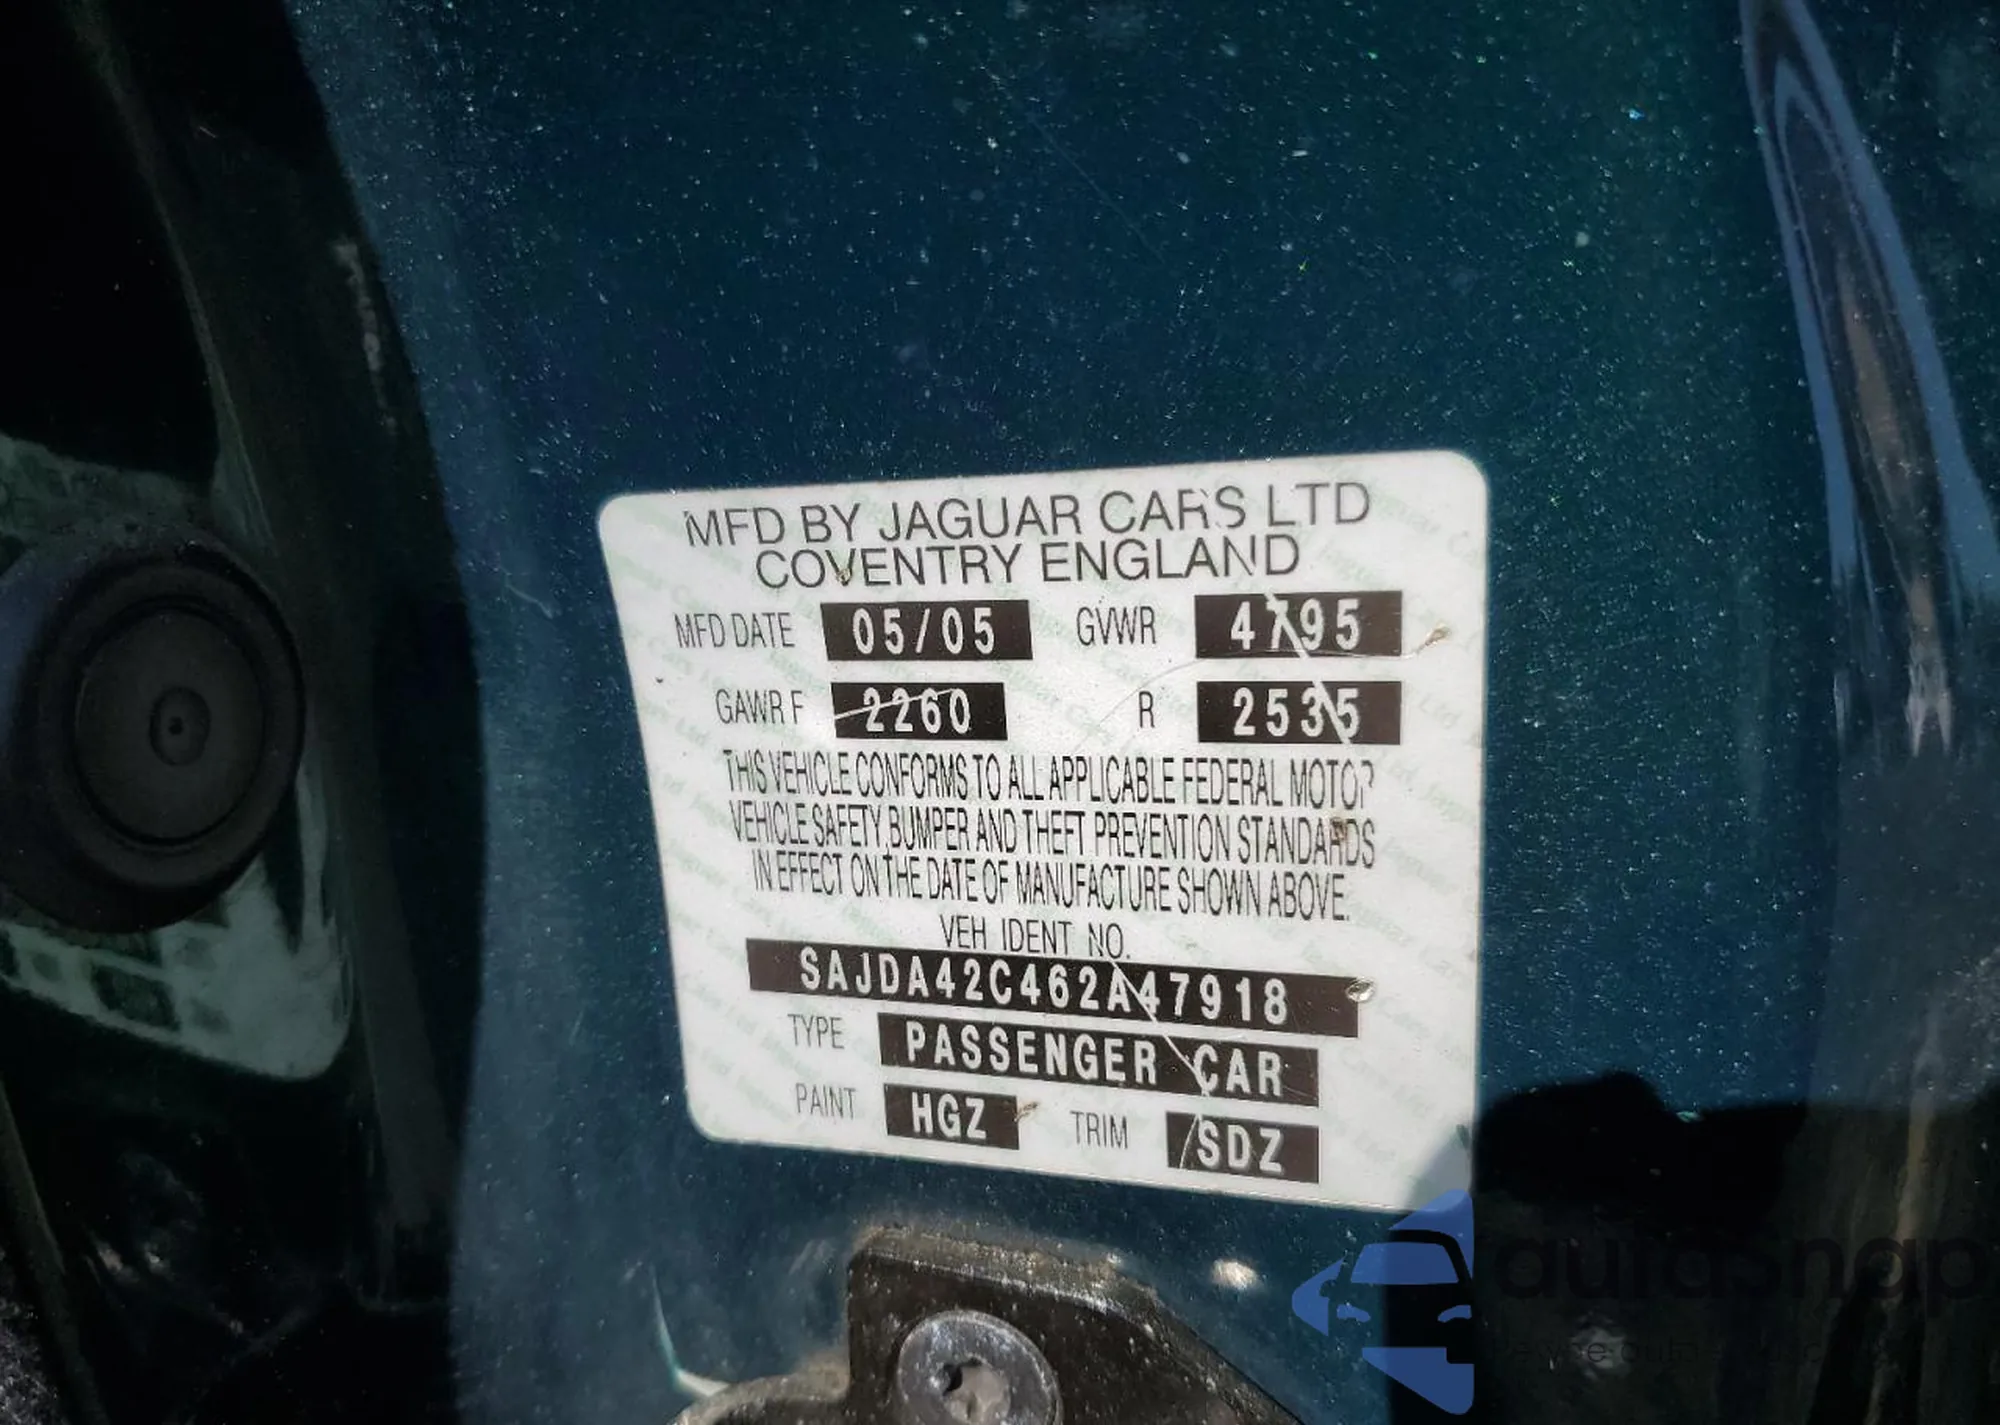 MFD BY JAGUAR CARS LTD
COVENTRY ENGLAND
MFD DATE 05/05 GVWR 4795
GAWR F 2260 R 2535
THIS VEHICLE CONFORMS TO ALL APPLICABLE FEDERAL MOTOR
VEHICLE SAFETY, BUMPER AND THEFT PREVENTION STANDARDS
IN EFFECT ON THE DATE OF MANUFACTURE SHOWN ABOVE.
VEH IDENT NO.
SAJDA42C462A47918
TYPE PASSENGER CAR
PAINT HGZ TRIM SDZ
autosnap